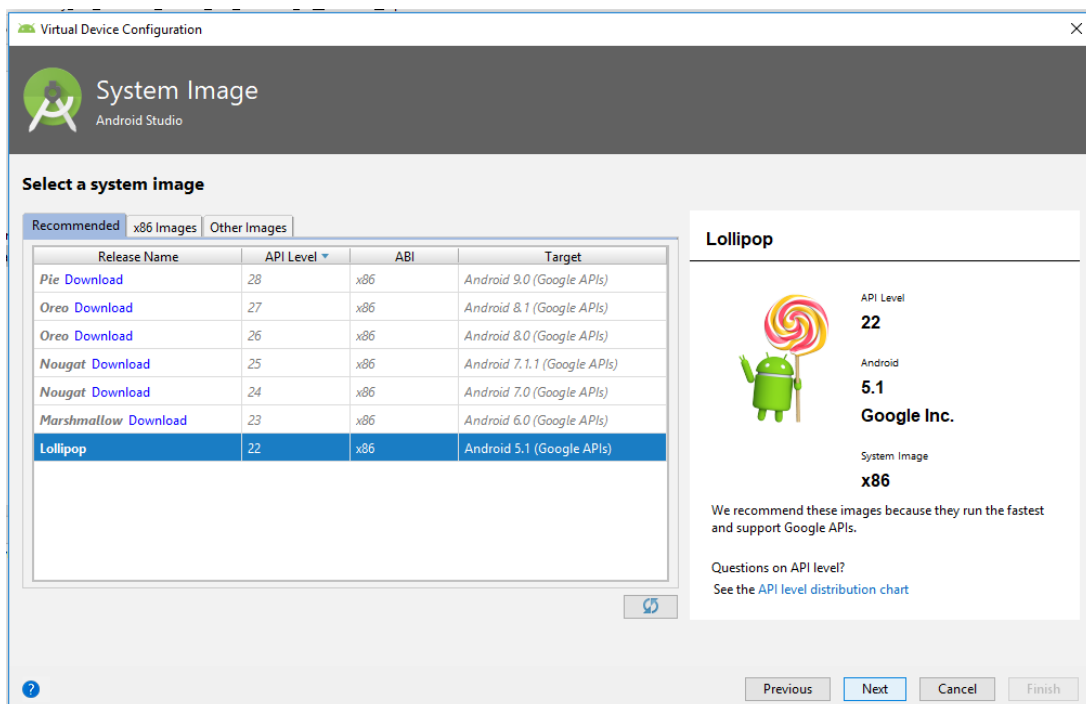 Virtual Device Configuration
System Image
Android Studio
Select a system image
Recommended x86 Images Other Images
Release Name API Level ABI Target
Pie Download 28 x86 Android 9.0 (Google APIs)
Oreo Download 27 x86 Android 8.1 (Google APIs)
Oreo Download 26 x86 Android 8.0 (Google APIs)
Nougat Download 25 x86 Android 7.1.1 (Google APIs)
Nougat Download 24 x86 Android 7.0 (Google APIs)
Marshmallow Download 23 x86 Android 6.0 (Google APIs)
Lollipop 22 x86 Android 5.1 (Google APIs)
Lollipop
API Level
22
Android
5.1
Google Inc.
System Image
x86
We recommend these images because they run the fastest
and support Google APIs.
Questions on API level?
See the API level distribution chart
? Previous Next Cancel Finish